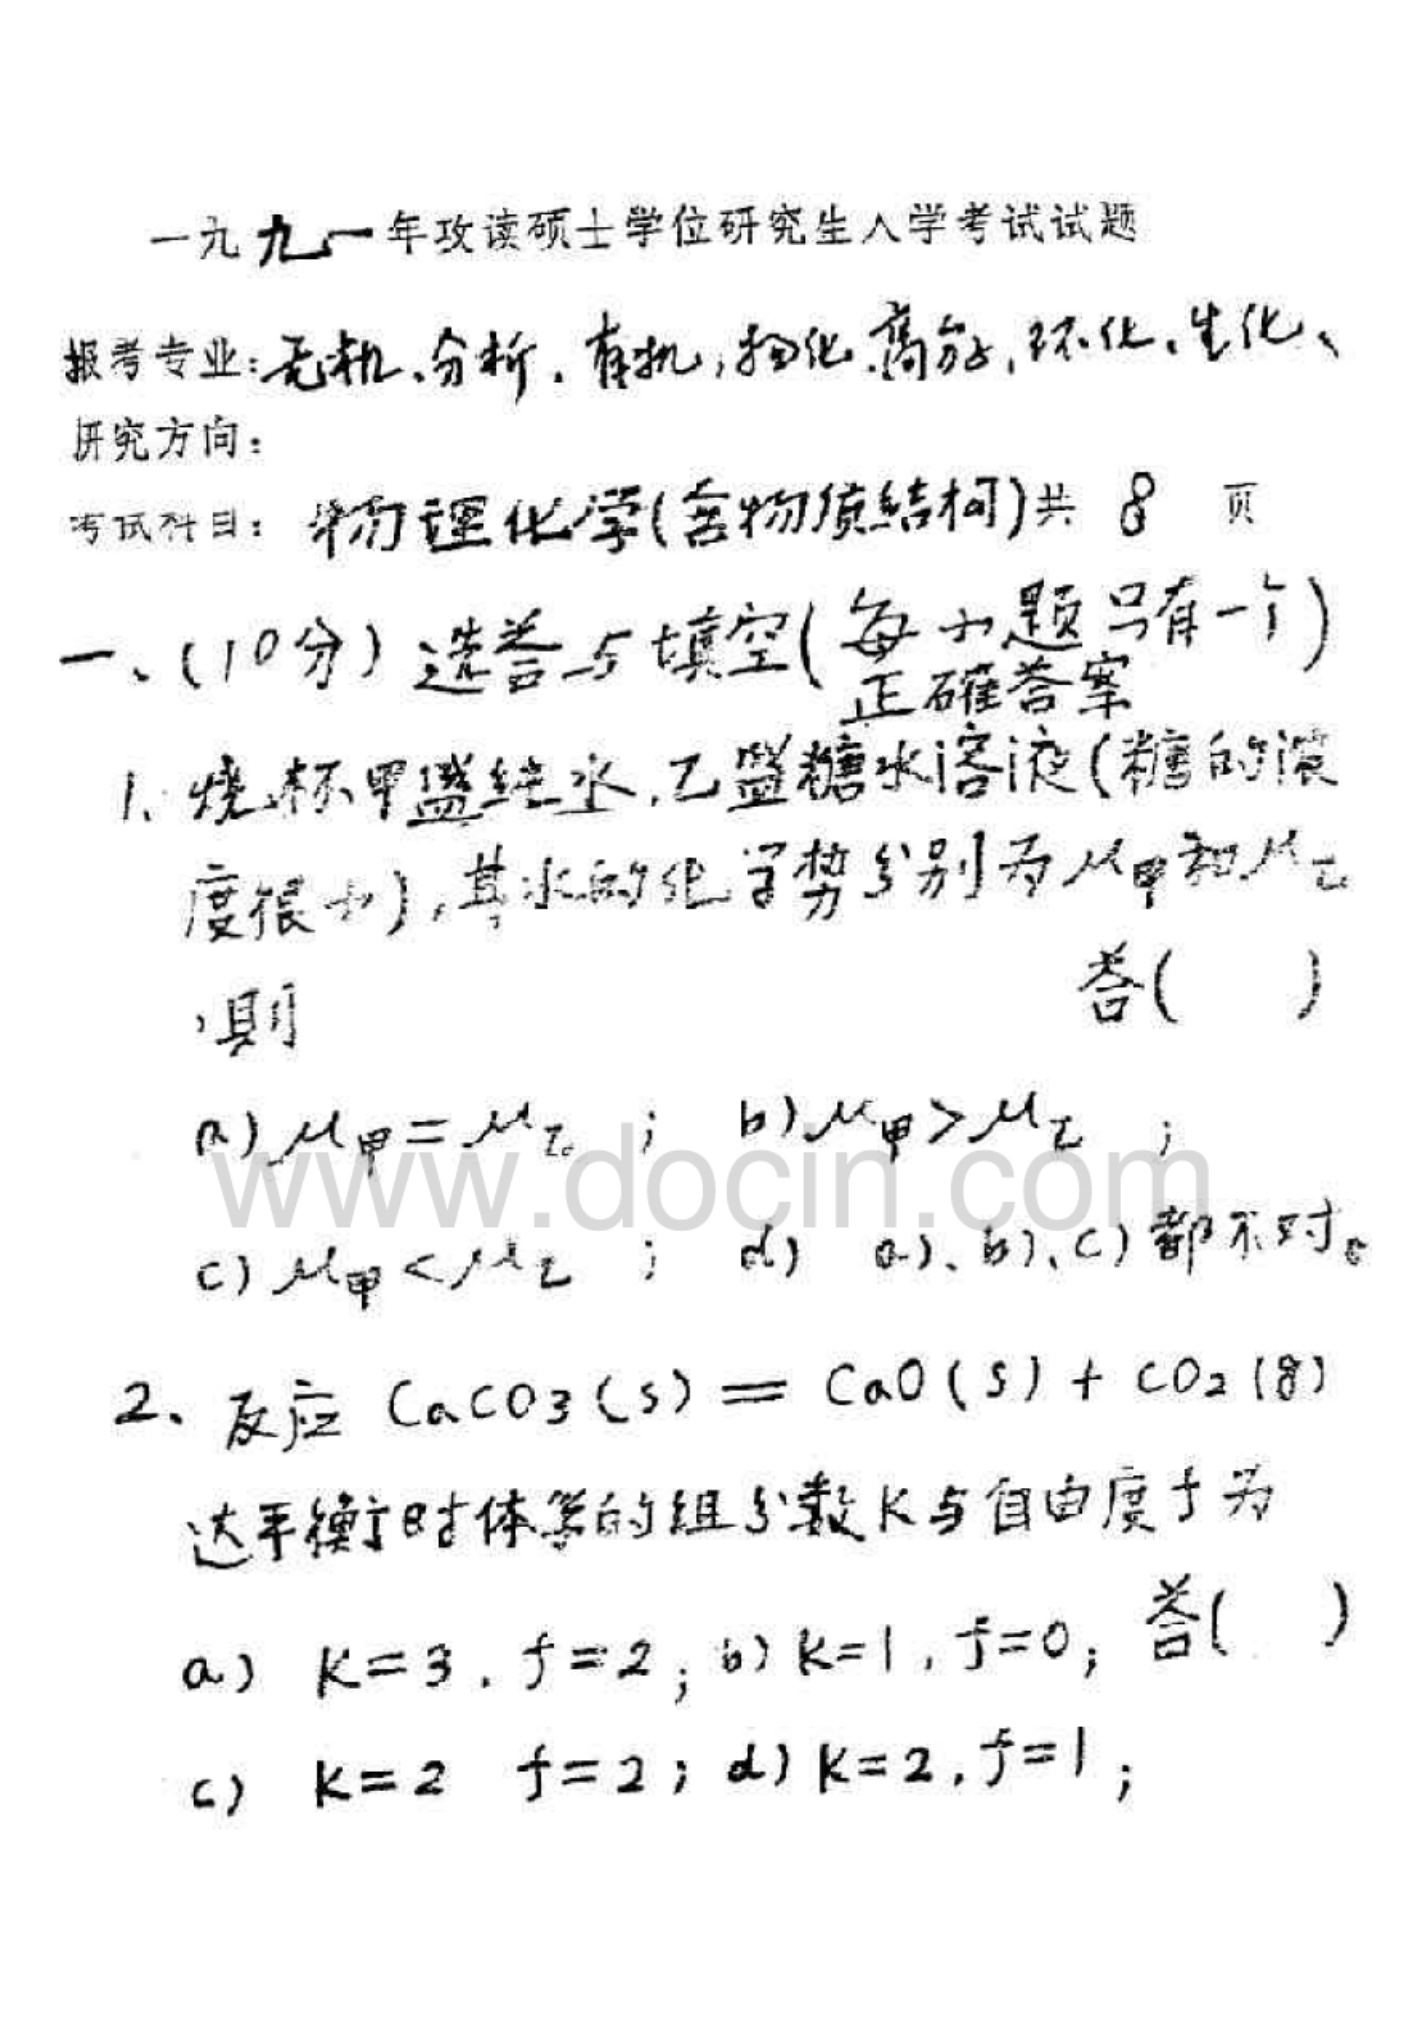 一九九一年攻读硕士学位研究生入学考试试题
报考专业:无机、分析、有机,物化、高分子,环化、生化、
研究方向:
考试科目: 物理化学(含物质结构)共 8 页
一、(10分)选答与填空(每小题只有一个正确答案)
1. 烧杯甲盛纯水,乙盛糖水溶液(糖的浓
度很小),其水的化学势分别为μ甲和μ乙
,则 答( )
a) μ甲=μ乙 ; b) μ甲>μ乙 ;
c) μ甲<μ乙 ; d) a)、b)、c)都不对。
www.docin.com
2、反应 CaCO3(s) = CaO(s) + CO2(g)
达平衡时体系的组分数K与自由度f为
答( )
a) K=3, f=2; b) K=1, f=0;
c) K=2 f=2; d) K=2, f=1;